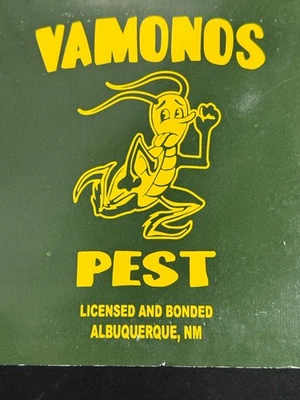 VAMONOS
PEST
LICENSED AND BONDED
ALBUQUERQUE, NM